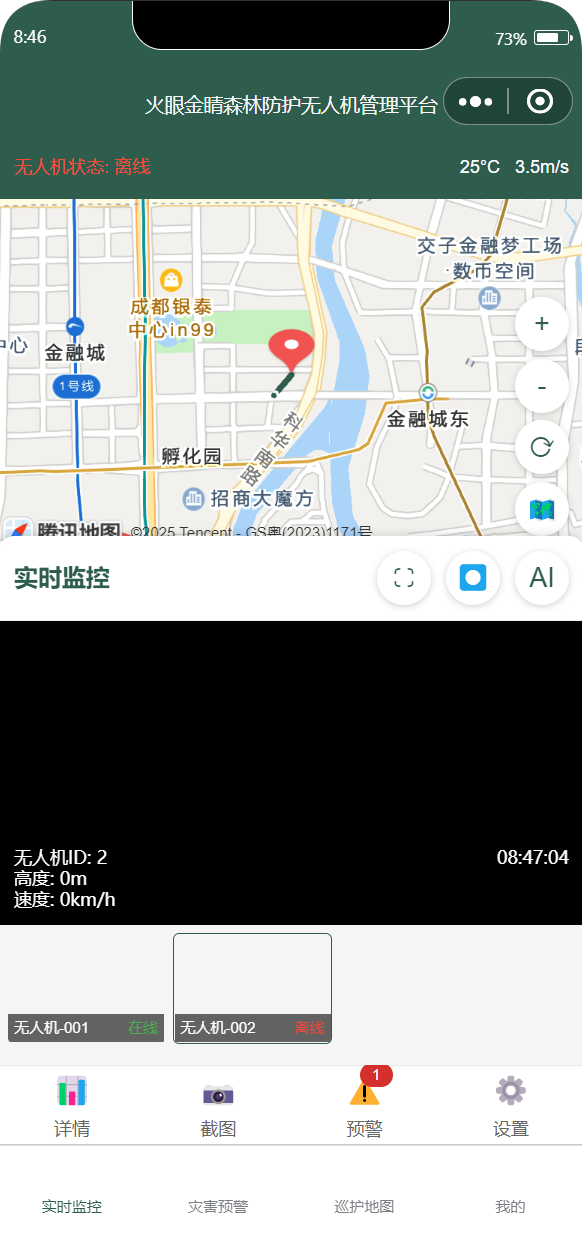 8:46
73%
火眼金睛森林防护无人机管理平台
无人机状态: 离线
25°C 3.5m/s
交子金融梦工场
·数币空间
成都银泰
中心in99
中心
金融城
1号线
金融城东
科华南路
孵化园
招商大魔方
腾讯地图
©2025 Tencent - GS粤(2023)1171号
+
-
实时监控
AI
无人机ID: 2
08:47:04
高度: 0m
速度: 0km/h
无人机-001 在线
无人机-002 离线
1
详情
截图
预警
设置
实时监控
灾害预警
巡护地图
我的